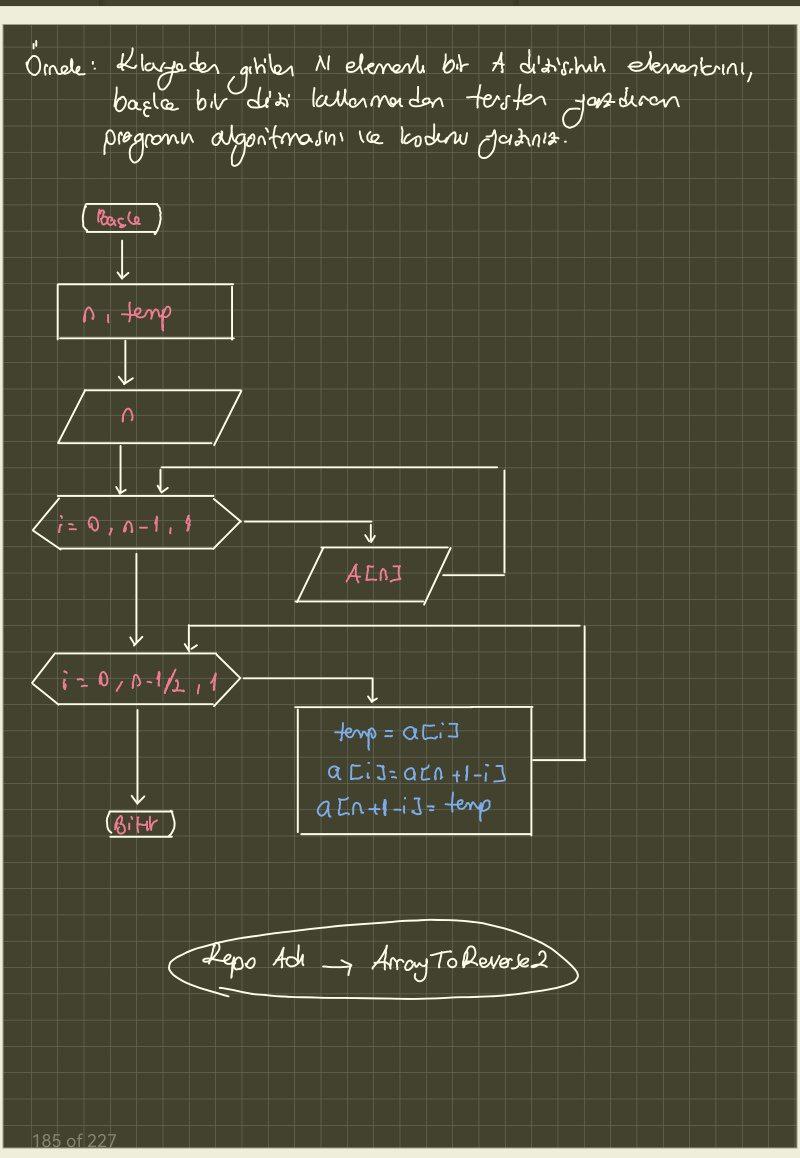 Örnek: Klavyeden girilen N elemanlı bir A dizisinin elemanlarını,
başka bir dizi kullanmadan tersten yazdıran
programın algoritmasını ve kodunu yazınız.
Başla
n, temp
n
i = 0, n-1, 1
A[n]
i = 0, n-1/2, 1
temp = a[i]
a[i]=a[n+1-i]
a[n+1-i]= temp
Bitir
Repo Adı → ArrayToReverse2
185 of 227